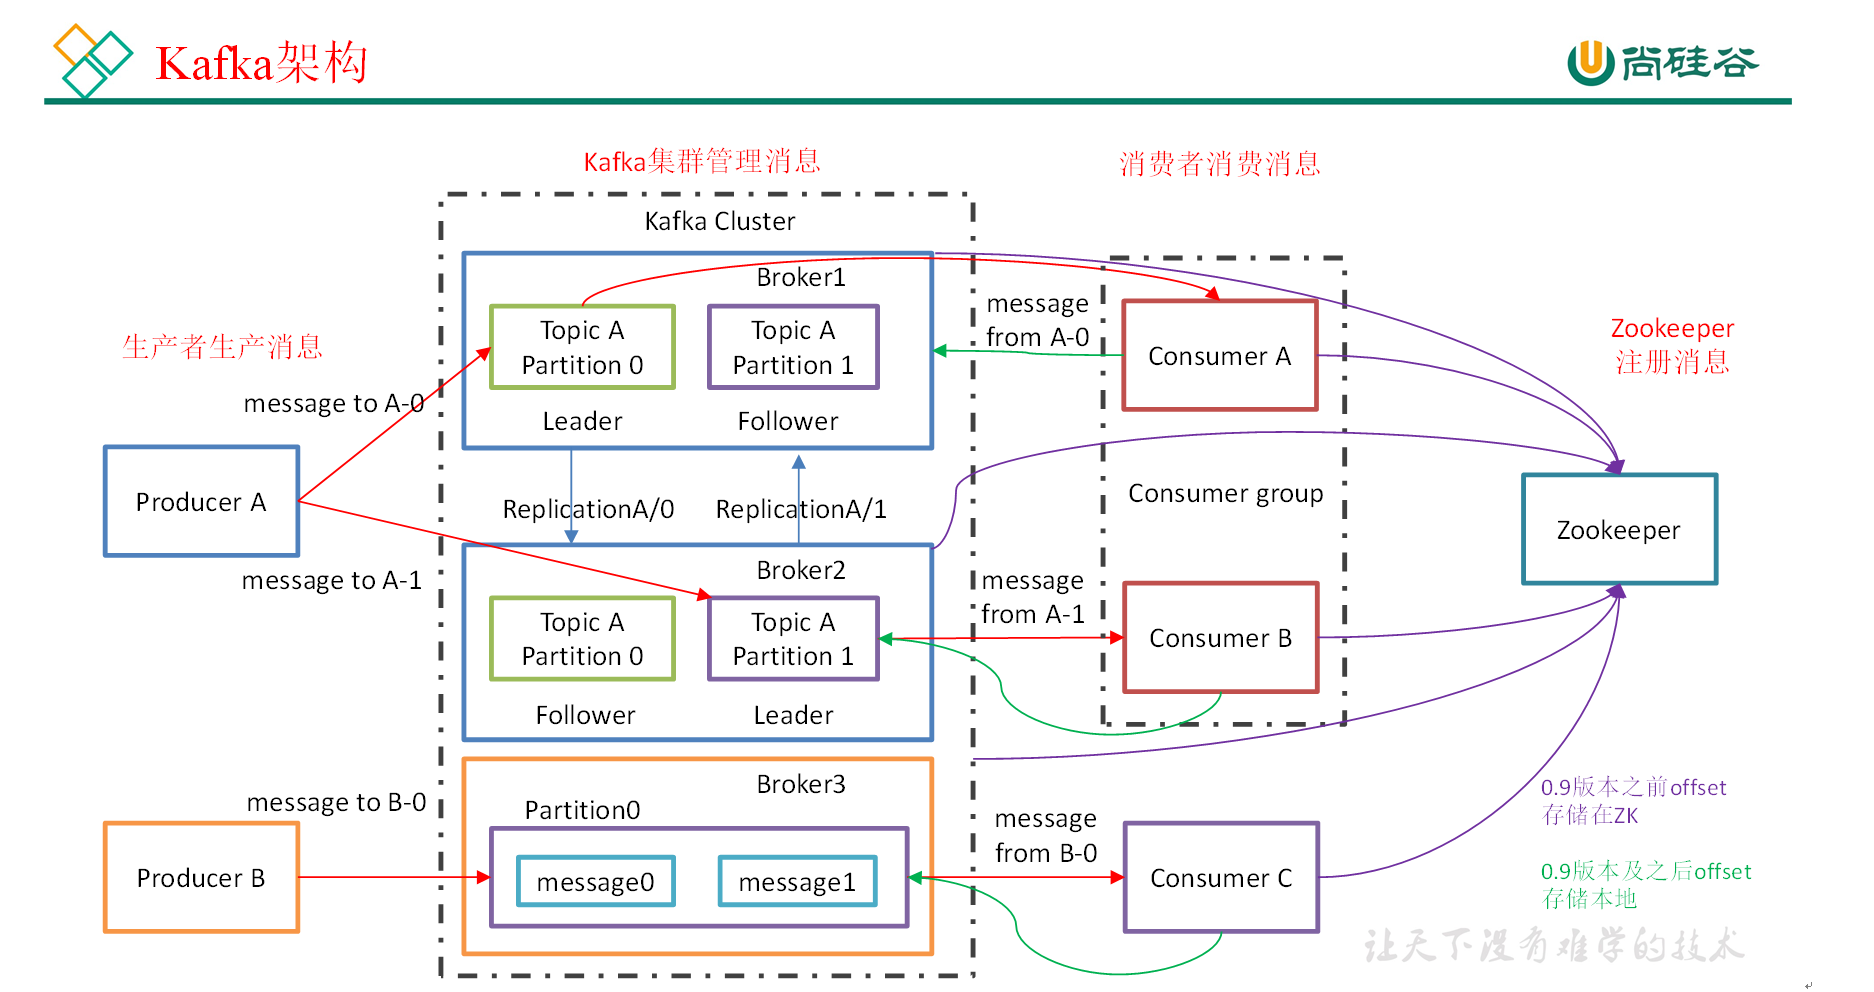 Kafka架构
尚硅谷
Kafka集群管理消息
消费者消费消息
Kafka Cluster
Broker1
Topic A
Partition 0
Topic A
Partition 1
Leader
Follower
生产者生产消息
message to A-0
Producer A
message to A-1
ReplicationA/0
ReplicationA/1
Broker2
Topic A
Partition 0
Topic A
Partition 1
Follower
Leader
message to B-0
Producer B
Broker3
Partition0
message0
message1
message
from A-0
Consumer A
Consumer group
message
from A-1
Consumer B
message
from B-0
Consumer C
Zookeeper
注册消息
Zookeeper
0.9版本之前offset
存储在ZK
0.9版本及之后offset
存储本地
让天下没有难学的技术